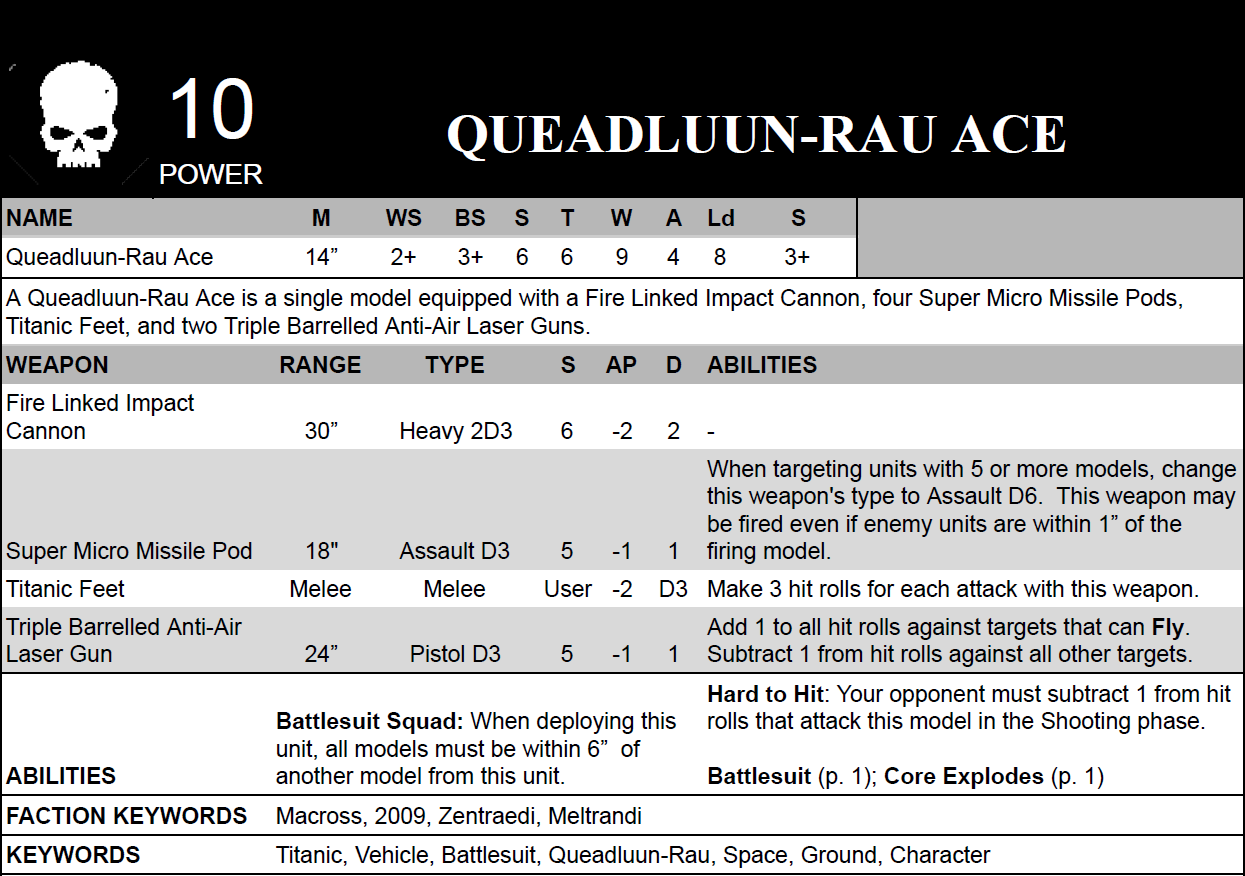 10
POWER
QUEADLUUN-RAU ACE
NAME M WS BS S T W A Ld S
Queadluun-Rau Ace 14” 2+ 3+ 6 6 9 4 8 3+
A Queadluun-Rau Ace is a single model equipped with a Fire Linked Impact Cannon, four Super Micro Missile Pods,
Titanic Feet, and two Triple Barrelled Anti-Air Laser Guns.
WEAPON RANGE TYPE S AP D ABILITIES
Fire Linked Impact
Cannon 30” Heavy 2D3 6 -2 2 -
When targeting units with 5 or more models, change
this weapon's type to Assault D6. This weapon may
be fired even if enemy units are within 1” of the
firing model.
Super Micro Missile Pod 18" Assault D3 5 -1 1
Titanic Feet Melee Melee User -2 D3 Make 3 hit rolls for each attack with this weapon.
Triple Barrelled Anti-Air
Laser Gun 24” Pistol D3 5 -1 1
Add 1 to all hit rolls against targets that can Fly.
Subtract 1 from hit rolls against all other targets.
ABILITIES
Battlesuit Squad: When deploying this
unit, all models must be within 6” of
another model from this unit.
Hard to Hit: Your opponent must subtract 1 from hit
rolls that attack this model in the Shooting phase.
Battlesuit (p. 1); Core Explodes (p. 1)
FACTION KEYWORDS Macross, 2009, Zentraedi, Meltrandi
KEYWORDS Titanic, Vehicle, Battlesuit, Queadluun-Rau, Space, Ground, Character